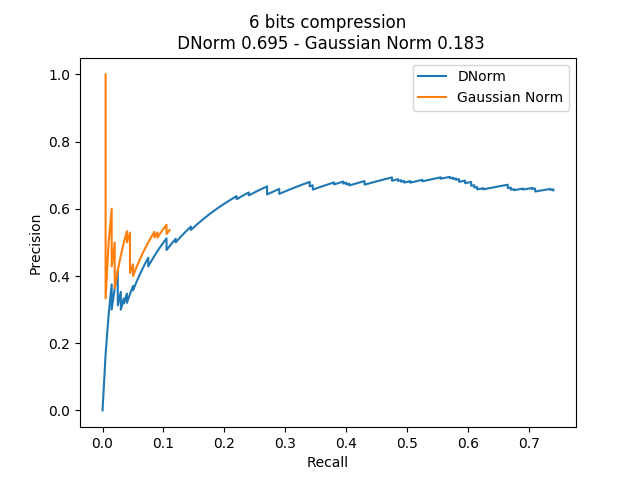 6 bits compression
DNorm 0.695 - Gaussian Norm 0.183
DNorm
Gaussian Norm
1.0
0.8
0.6
0.4
0.2
0.0
Precision
0.0 0.1 0.2 0.3 0.4 0.5 0.6 0.7
Recall